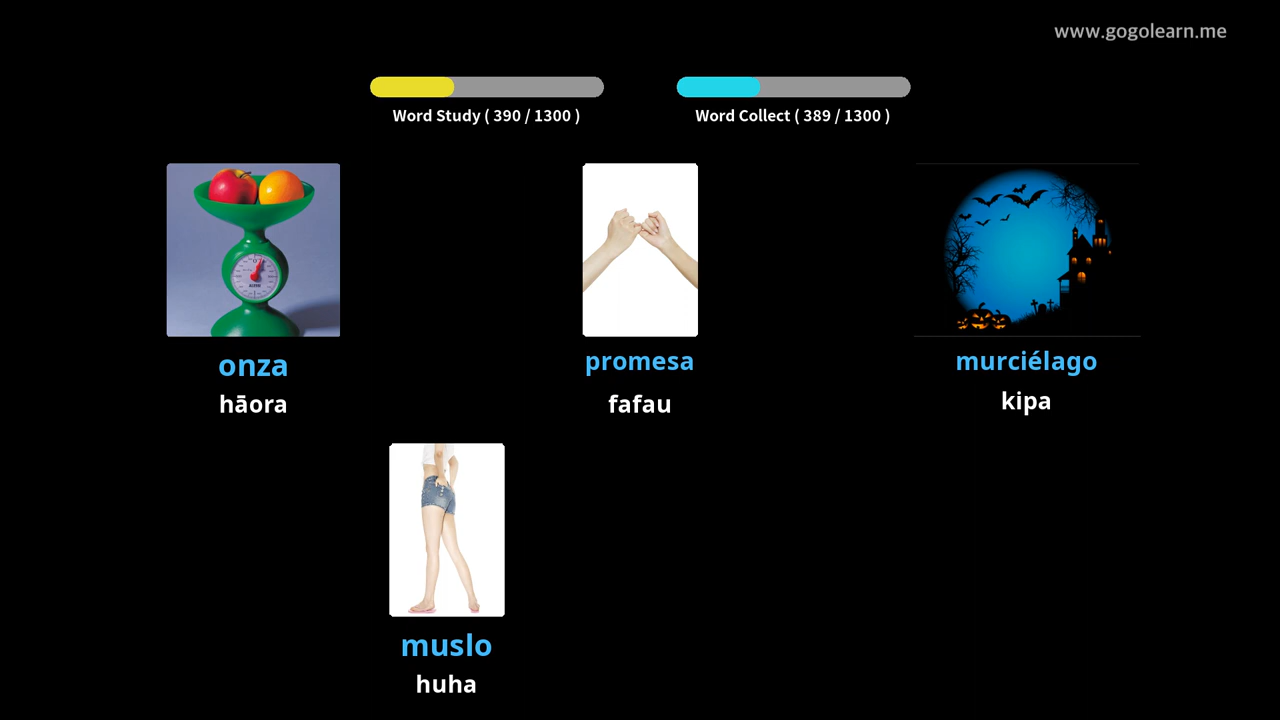 www.gogolearn.me
Word Study ( 390 / 1300 )
Word Collect ( 389 / 1300 )
onza
hāora
promesa
fafau
murciélago
kipa
muslo
huha